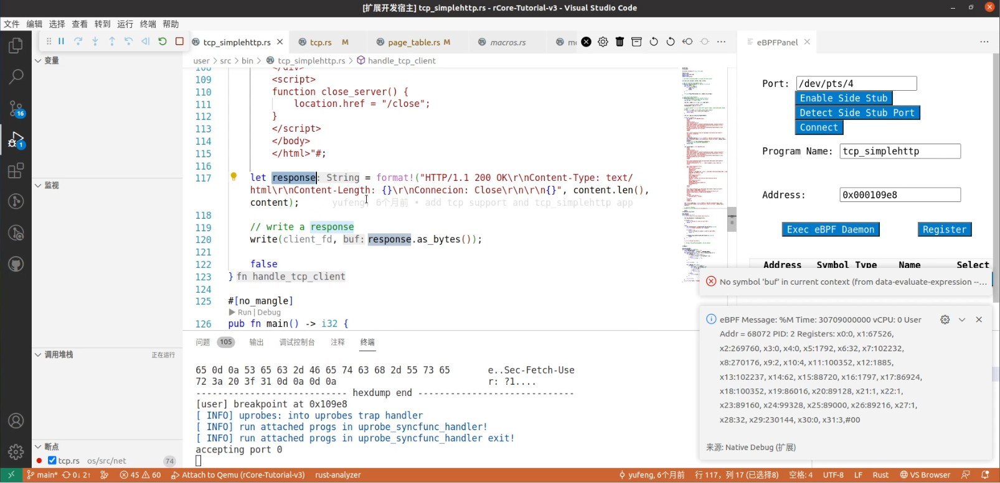 [扩展开发宿主] tcp_simplehttp.rs - rCore-Tutorial-v3 - Visual Studio Code
文件 编辑 选择 查看 转到 运行 终端 帮助
tcp_simplehttp.rs
tcp.rs M
page_table.rs M
macros.rs
eBPFPanel
变量
user > src > bin > tcp_simplehttp.rs > handle_tcp_client
108 </div>
109 <script>
110 function close_server() {
111 location.href = "/close";
112 }
113 </script>
114 </body>
115 </html>"#;
116
117 let response: String = format!("HTTP/1.1 200 OK\r\nContent-Type: text/
html\r\nContent-Length: {}\r\nConnecion: Close\r\n\r\n{}", content.len(),
content); yufeng, 6个月前 • add tcp support and tcp_simplehttp app
118
119 // write a response
120 write(client_fd, buf: response.as_bytes());
121
122 false
123 } fn handle_tcp_client
124
125 #[no_mangle]
Run | Debug
126 pub fn main() -> i32 {
Port: /dev/pts/4
Enable Side Stub
Detect Side Stub Port
Connect
Program Name: tcp_simplehttp
Address: 0x000109e8
Exec eBPF Daemon Register
Address Symbol Type Name Select
16
1
监视
调用堆栈 正在运行
断点
tcp.rs os/src/net 74
问题 105 输出 调试控制台 注释 终端
65 0d 0a 53 65 63 2d 46 65 74 63 68 2d 55 73 65 e..Sec-Fetch-Use
72 3a 20 3f 31 0d 0a 0d 0a r: ?1....
--------------------------- hexdump end ----------------------------
[user] breakpoint at 0x109e8
[ INFO] uprobes: into uprobes trap handler
[ INFO] run attached progs in uprobe_syncfunc_handler!
[ INFO] run attached progs in uprobe_syncfunc_handler exit!
accepting port 0
No symbol 'buf' in current context (from data-evaluate-expression --...
eBPF Message: %M Time: 30709000000 vCPU: 0 User
Addr = 68072 PID: 2 Registers: x0:0, x1:67526,
x2:269760, x3:0, x4:0, x5:1792, x6:32, x7:102232,
x8:270176, x9:2, x10:4, x11:100352, x12:1885,
x13:102237, x14:62, x15:88720, x16:1797, x17:86924,
x18:100352, x19:86016, x20:89128, x21:1, x22:1,
x23:89160, x24:99328, x25:89000, x26:89216, x27:1,
x28:32, x29:230144, x30:0, x31:3,#00
来源: Native Debug (扩展)
main* 0↓ 2↑ 45 60 Attach to Qemu (rCore-Tutorial-v3) rust-analyzer yufeng, 6个月前 行 117，列 17 (已选择8) 空格: 4 UTF-8 LF Rust VS Browser